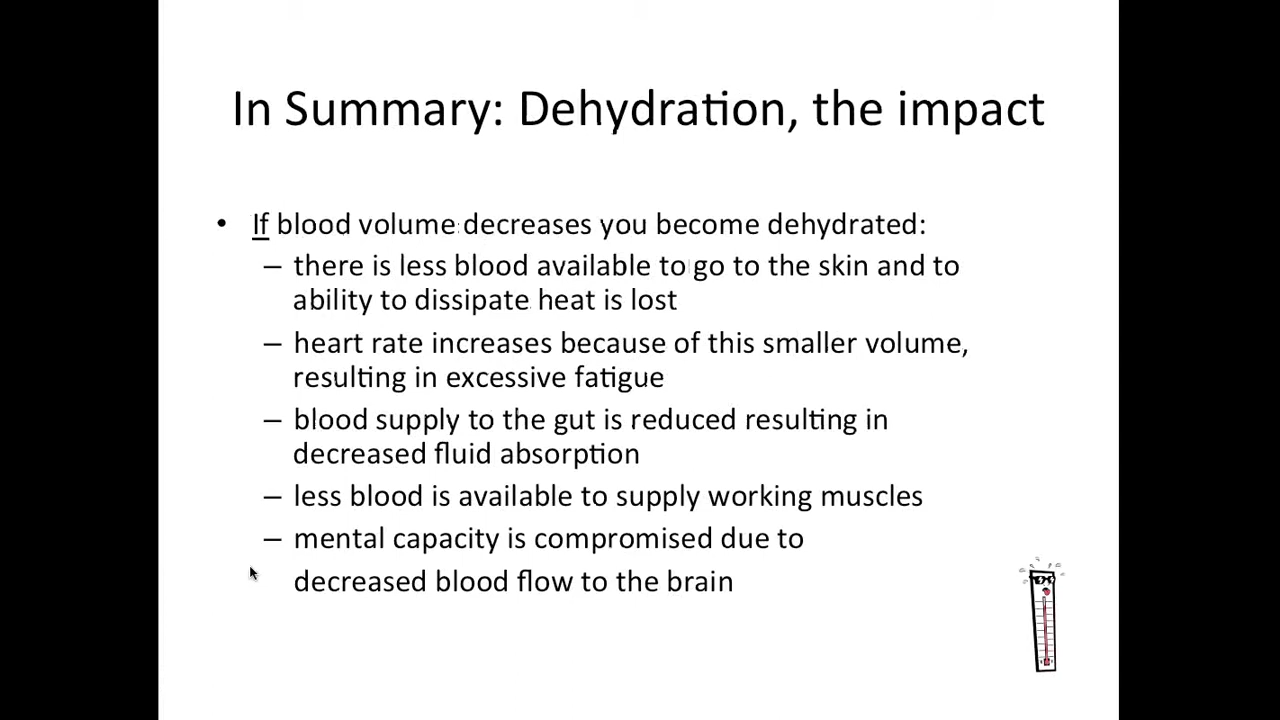 In Summary: Dehydration, the impact
• If blood volume decreases you become dehydrated:
– there is less blood available to go to the skin and to
ability to dissipate heat is lost
– heart rate increases because of this smaller volume,
resulting in excessive fatigue
– blood supply to the gut is reduced resulting in
decreased fluid absorption
– less blood is available to supply working muscles
– mental capacity is compromised due to
decreased blood flow to the brain